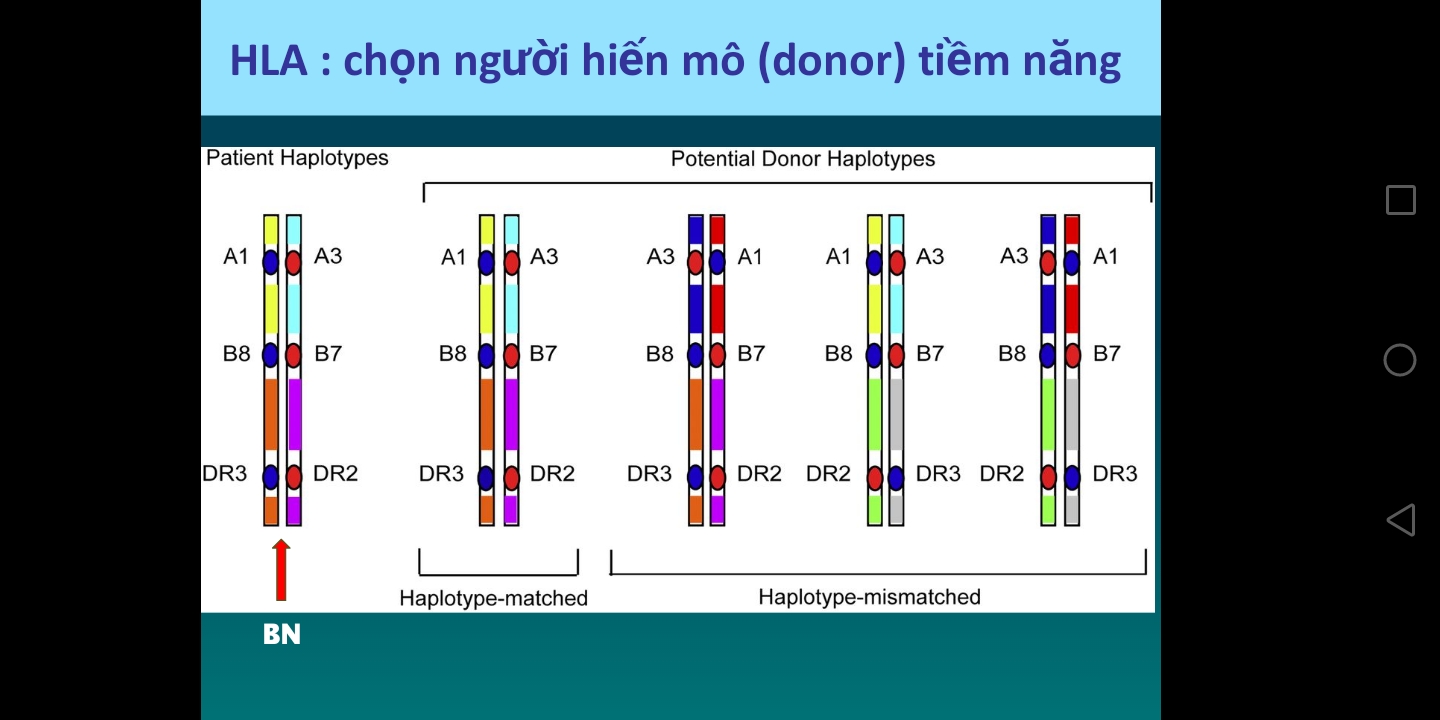 HLA : chọn người hiến mô (donor) tiềm năng
Patient Haplotypes
Potential Donor Haplotypes
A1 A3 A1 A3 A3 A1 A1 A3 A3 A1
B8 B7 B8 B7 B8 B7 B8 B7 B8 B7
DR3 DR2 DR3 DR2 DR3 DR2 DR2 DR3 DR2 DR3
Haplotype-matched
Haplotype-mismatched
BN